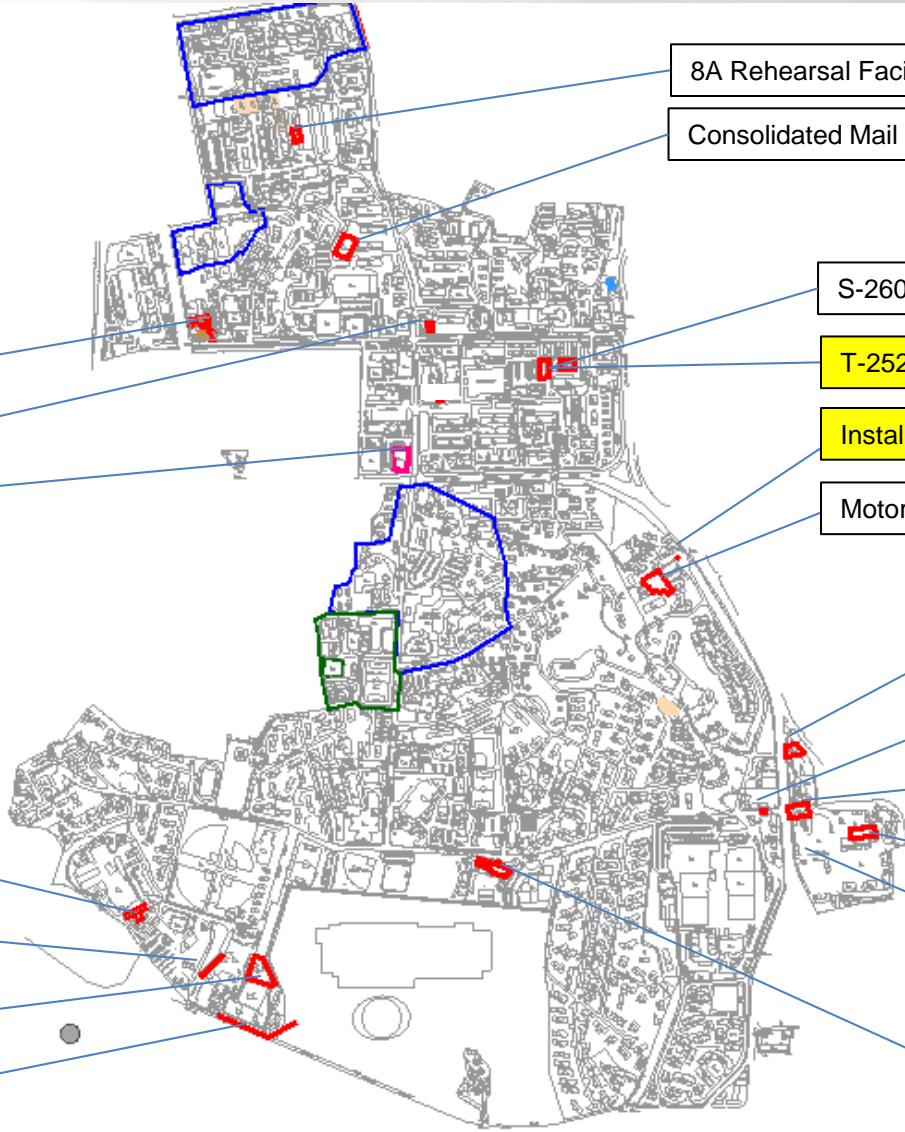 8A Rehearsal Faci
Consolidated Mail
S-260
T-252
Instal
Motor